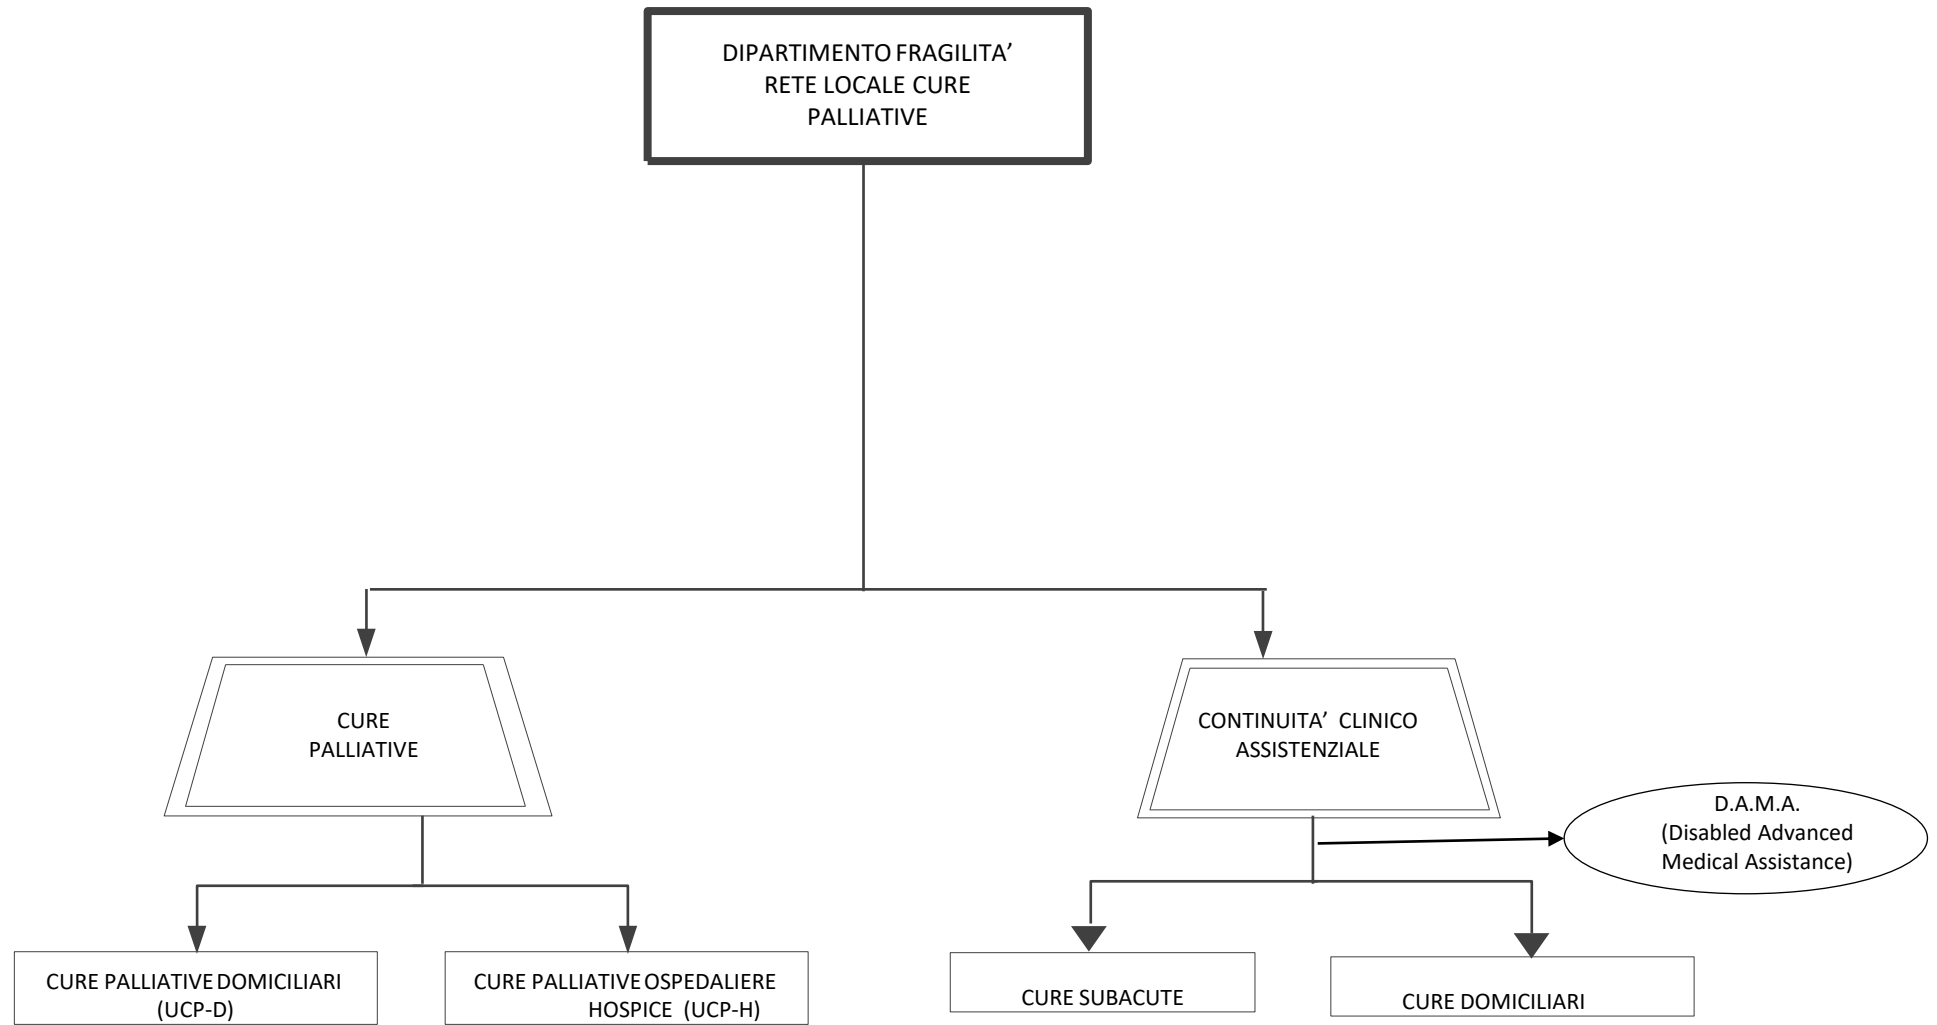 DIPARTIMENTO FRAGILITA’
RETE LOCALE CURE
PALLIATIVE
CURE
PALLIATIVE
CONTINUITA’ CLINICO
ASSISTENZIALE
D.A.M.A.
(Disabled Advanced
Medical Assistance)
CURE PALLIATIVE DOMICILIARI
(UCP-D)
CURE PALLIATIVE OSPEDALIERE
HOSPICE (UCP-H)
CURE SUBACUTE
CURE DOMICILIARI